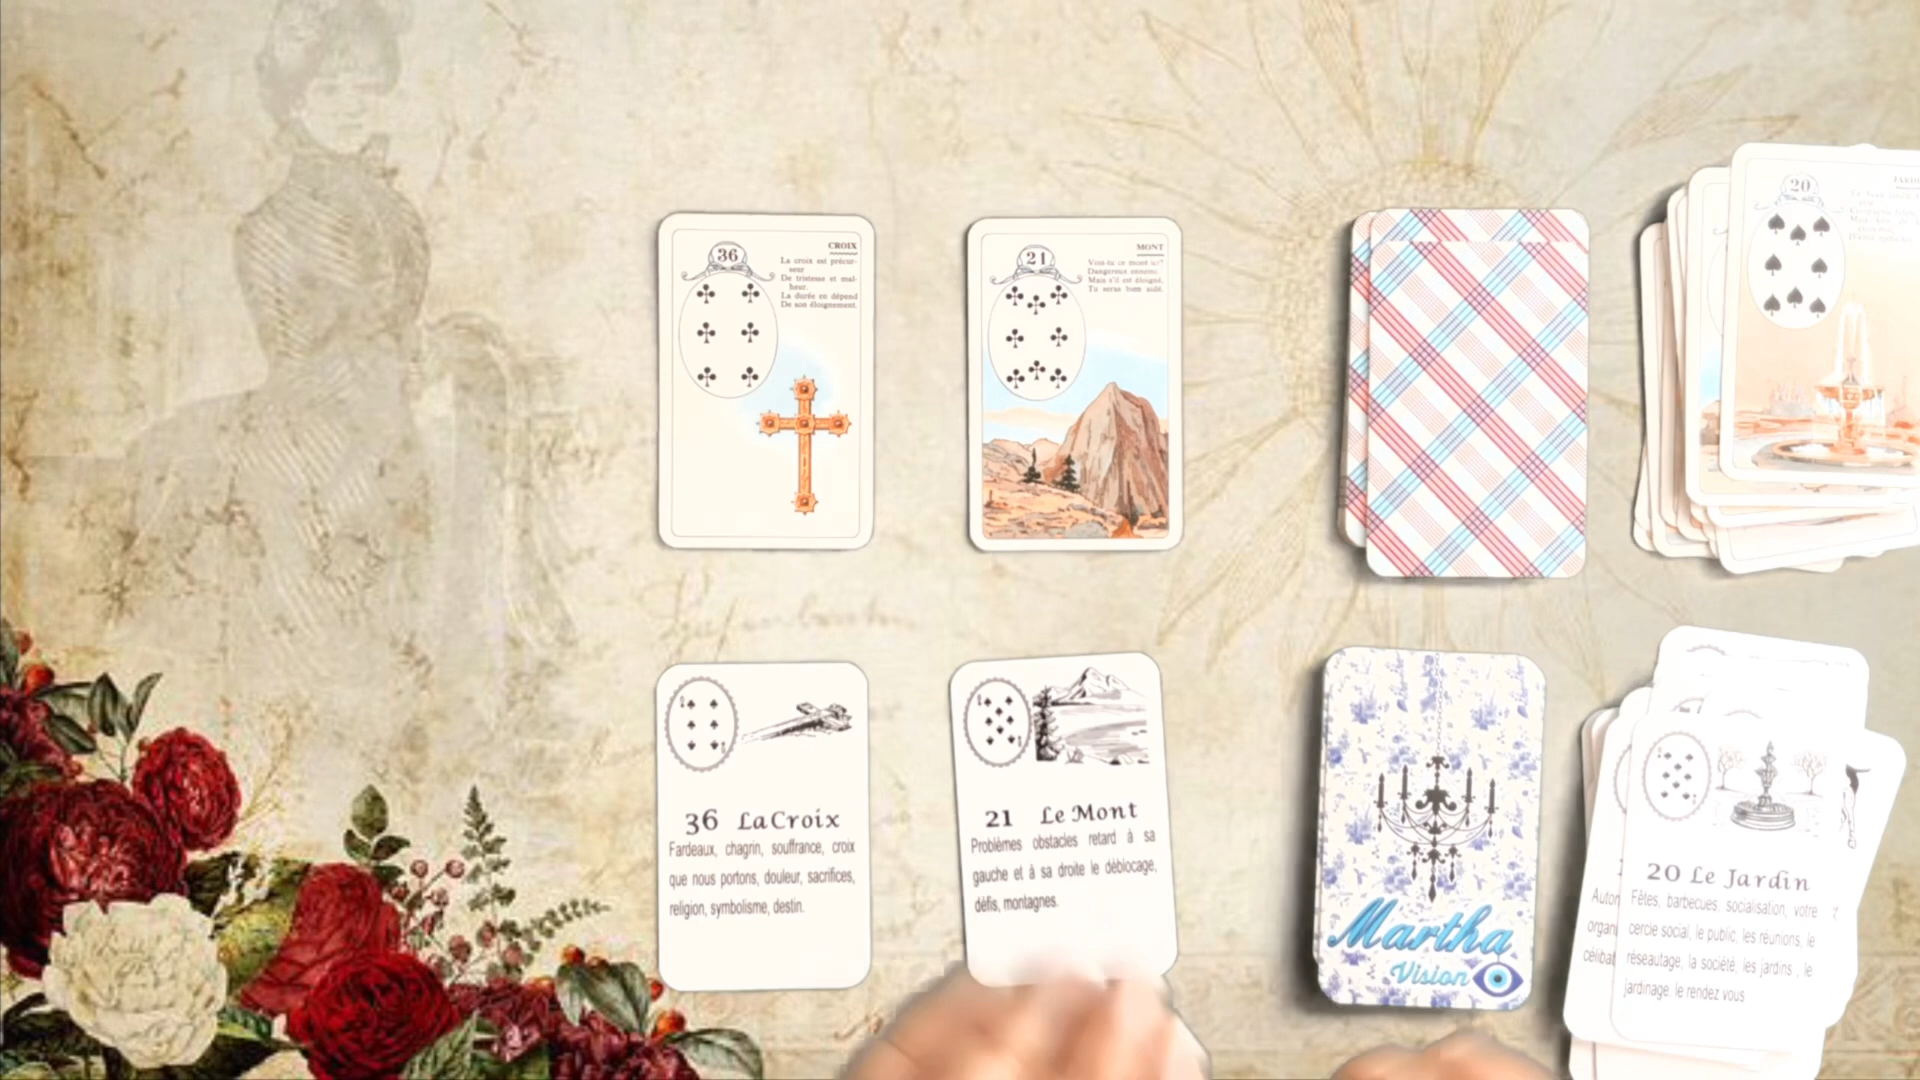 36
CROIX
La croix est précur-
seur
De tristesse et mal-
heur.
La durée en dépend
De son éloignement.
21
MONT
Vois-tu ce mont ici?
Dangereux ennemi.
Mais s'il est éloigné,
Tu seras bien aidé.
20
36 LaCroix
Fardeaux, chagrin, souffrance, croix
que nous portons, douleur, sacrifices,
religion, symbolisme, destin.
21 Le Mont
Problèmes obstacles retard à sa
gauche et à sa droite le déblocage,
défis, montagnes.
Martha
Vision
20 Le Jardin
Fêtes, barbecues, socialisation, votre
cercle social, le public, les réunions, le
réseautage, la société, les jardins , le
jardinage, le rendez vous
Auton
organ
célibat